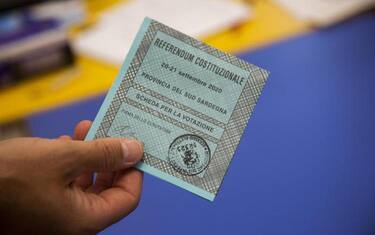 REFERENDUM COSTITUZIONALE
20-21 settembre 2020
PROVINCIA DEL SUD SARDEGNA
SCHEDA PER LA VOTAZIONE